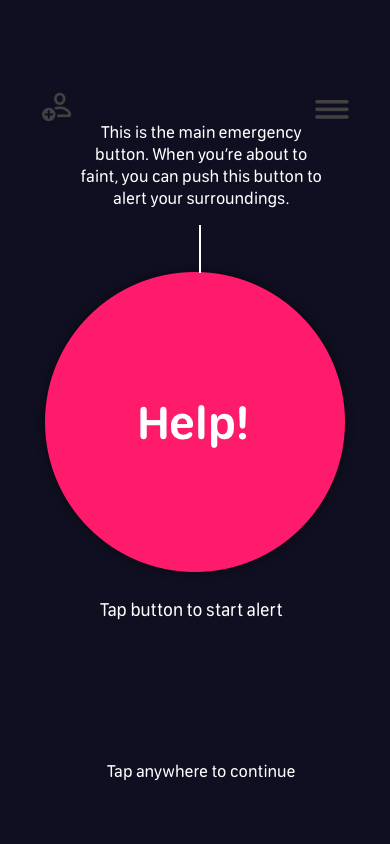 This is the main emergency
button. When you’re about to
faint, you can push this button to
alert your surroundings.
Help!
Tap button to start alert
Tap anywhere to continue